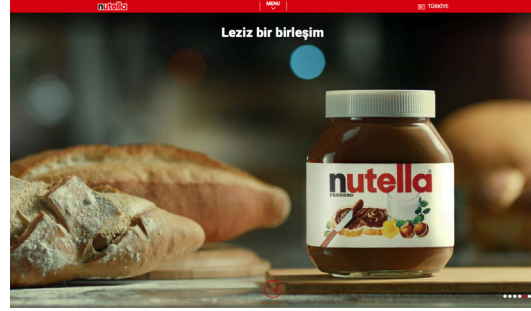 nutella
MENU
TÜRKİYE
Leziz bir birleşim
nutella
FERRERO